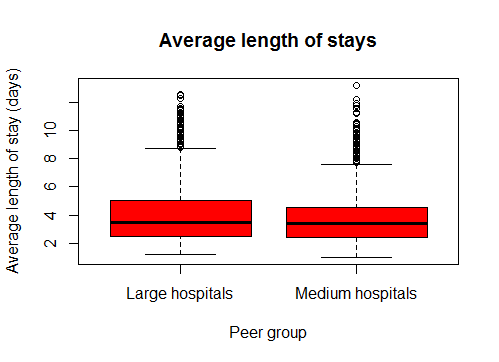 Average length of stays
Average length of stay (days)
10
8
6
4
2
Large hospitals
Medium hospitals
Peer group